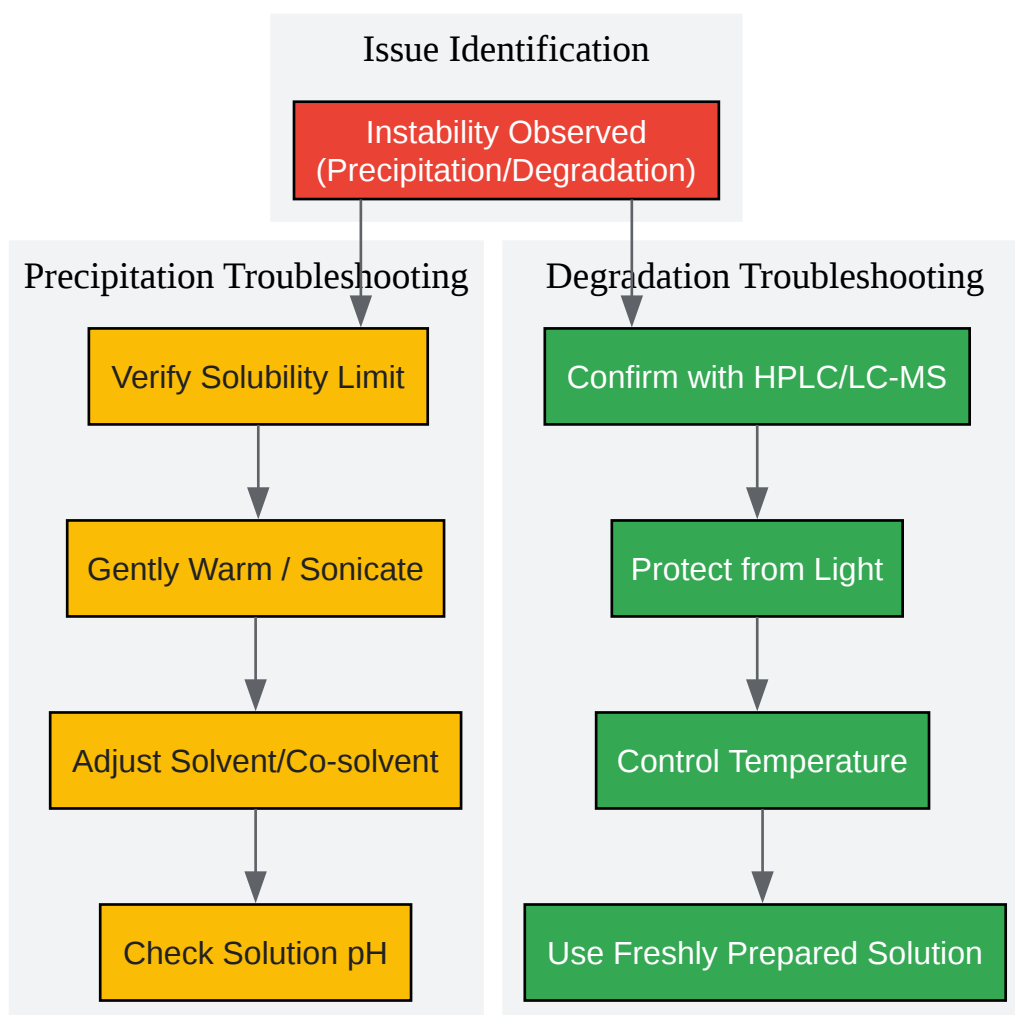 Issue Identification
Instability Observed
(Precipitation/Degradation)
Precipitation Troubleshooting
Verify Solubility Limit
Gently Warm / Sonicate
Adjust Solvent/Co-solvent
Check Solution pH
Degradation Troubleshooting
Confirm with HPLC/LC-MS
Protect from Light
Control Temperature
Use Freshly Prepared Solution